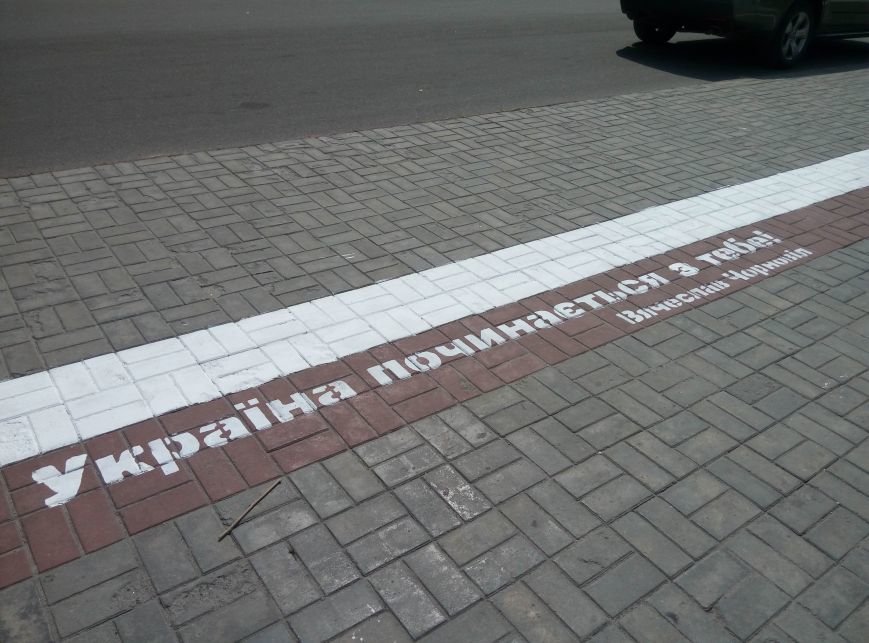 Україна починається з тебе!
Вячеслав Чорновіл